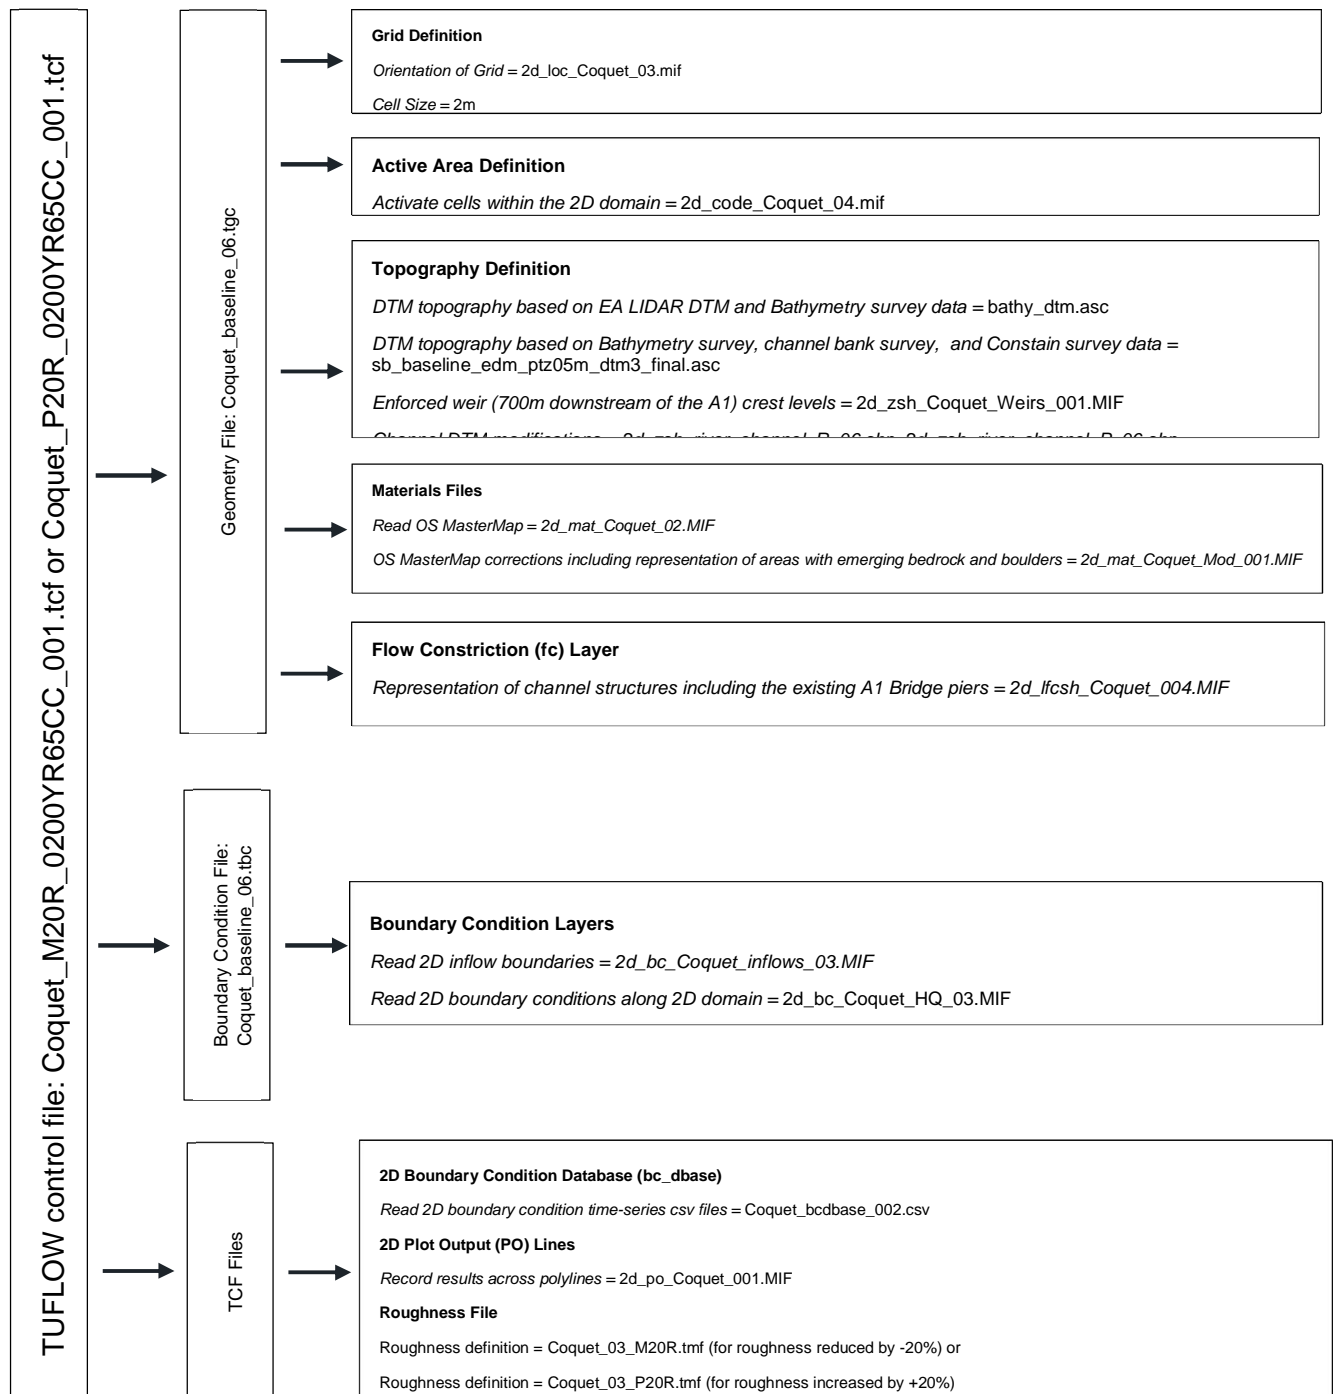 TUFLOW control file: Coquet_M20R_0200YR65CC_001.tcf or Coquet_P20R_0200YR65CC_001.tcf
Geometry File: Coquet_baseline_06.tgc
Grid Definition
Orientation of Grid = 2d_loc_Coquet_03.mif
Cell Size = 2m
Active Area Definition
Activate cells within the 2D domain = 2d_code_Coquet_04.mif
Topography Definition
DTM topography based on EA LIDAR DTM and Bathymetry survey data = bathy_dtm.asc
DTM topography based on Bathymetry survey, channel bank survey, and Constain survey data =
sb_baseline_edm_ptz05m_dtm3_final.asc
Enforced weir (700m downstream of the A1) crest levels = 2d_zsh_Coquet_Weirs_001.MIF
Channel DTM modifications
Materials Files
Read OS MasterMap = 2d_mat_Coquet_02.MIF
OS MasterMap corrections including representation of areas with emerging bedrock and boulders = 2d_mat_Coquet_Mod_001.MIF
Flow Constriction (fc) Layer
Representation of channel structures including the existing A1 Bridge piers = 2d_lfcsh_Coquet_004.MIF
Boundary Condition File:
Coquet_baseline_06.tbc
Boundary Condition Layers
Read 2D inflow boundaries = 2d_bc_Coquet_inflows_03.MIF
Read 2D boundary conditions along 2D domain = 2d_bc_Coquet_HQ_03.MIF
TCF Files
2D Boundary Condition Database (bc_dbase)
Read 2D boundary condition time-series csv files = Coquet_bcdbase_002.csv
2D Plot Output (PO) Lines
Record results across polylines = 2d_po_Coquet_001.MIF
Roughness File
Roughness definition = Coquet_03_M20R.tmf (for roughness reduced by -20%) or
Roughness definition = Coquet_03_P20R.tmf (for roughness increased by +20%)